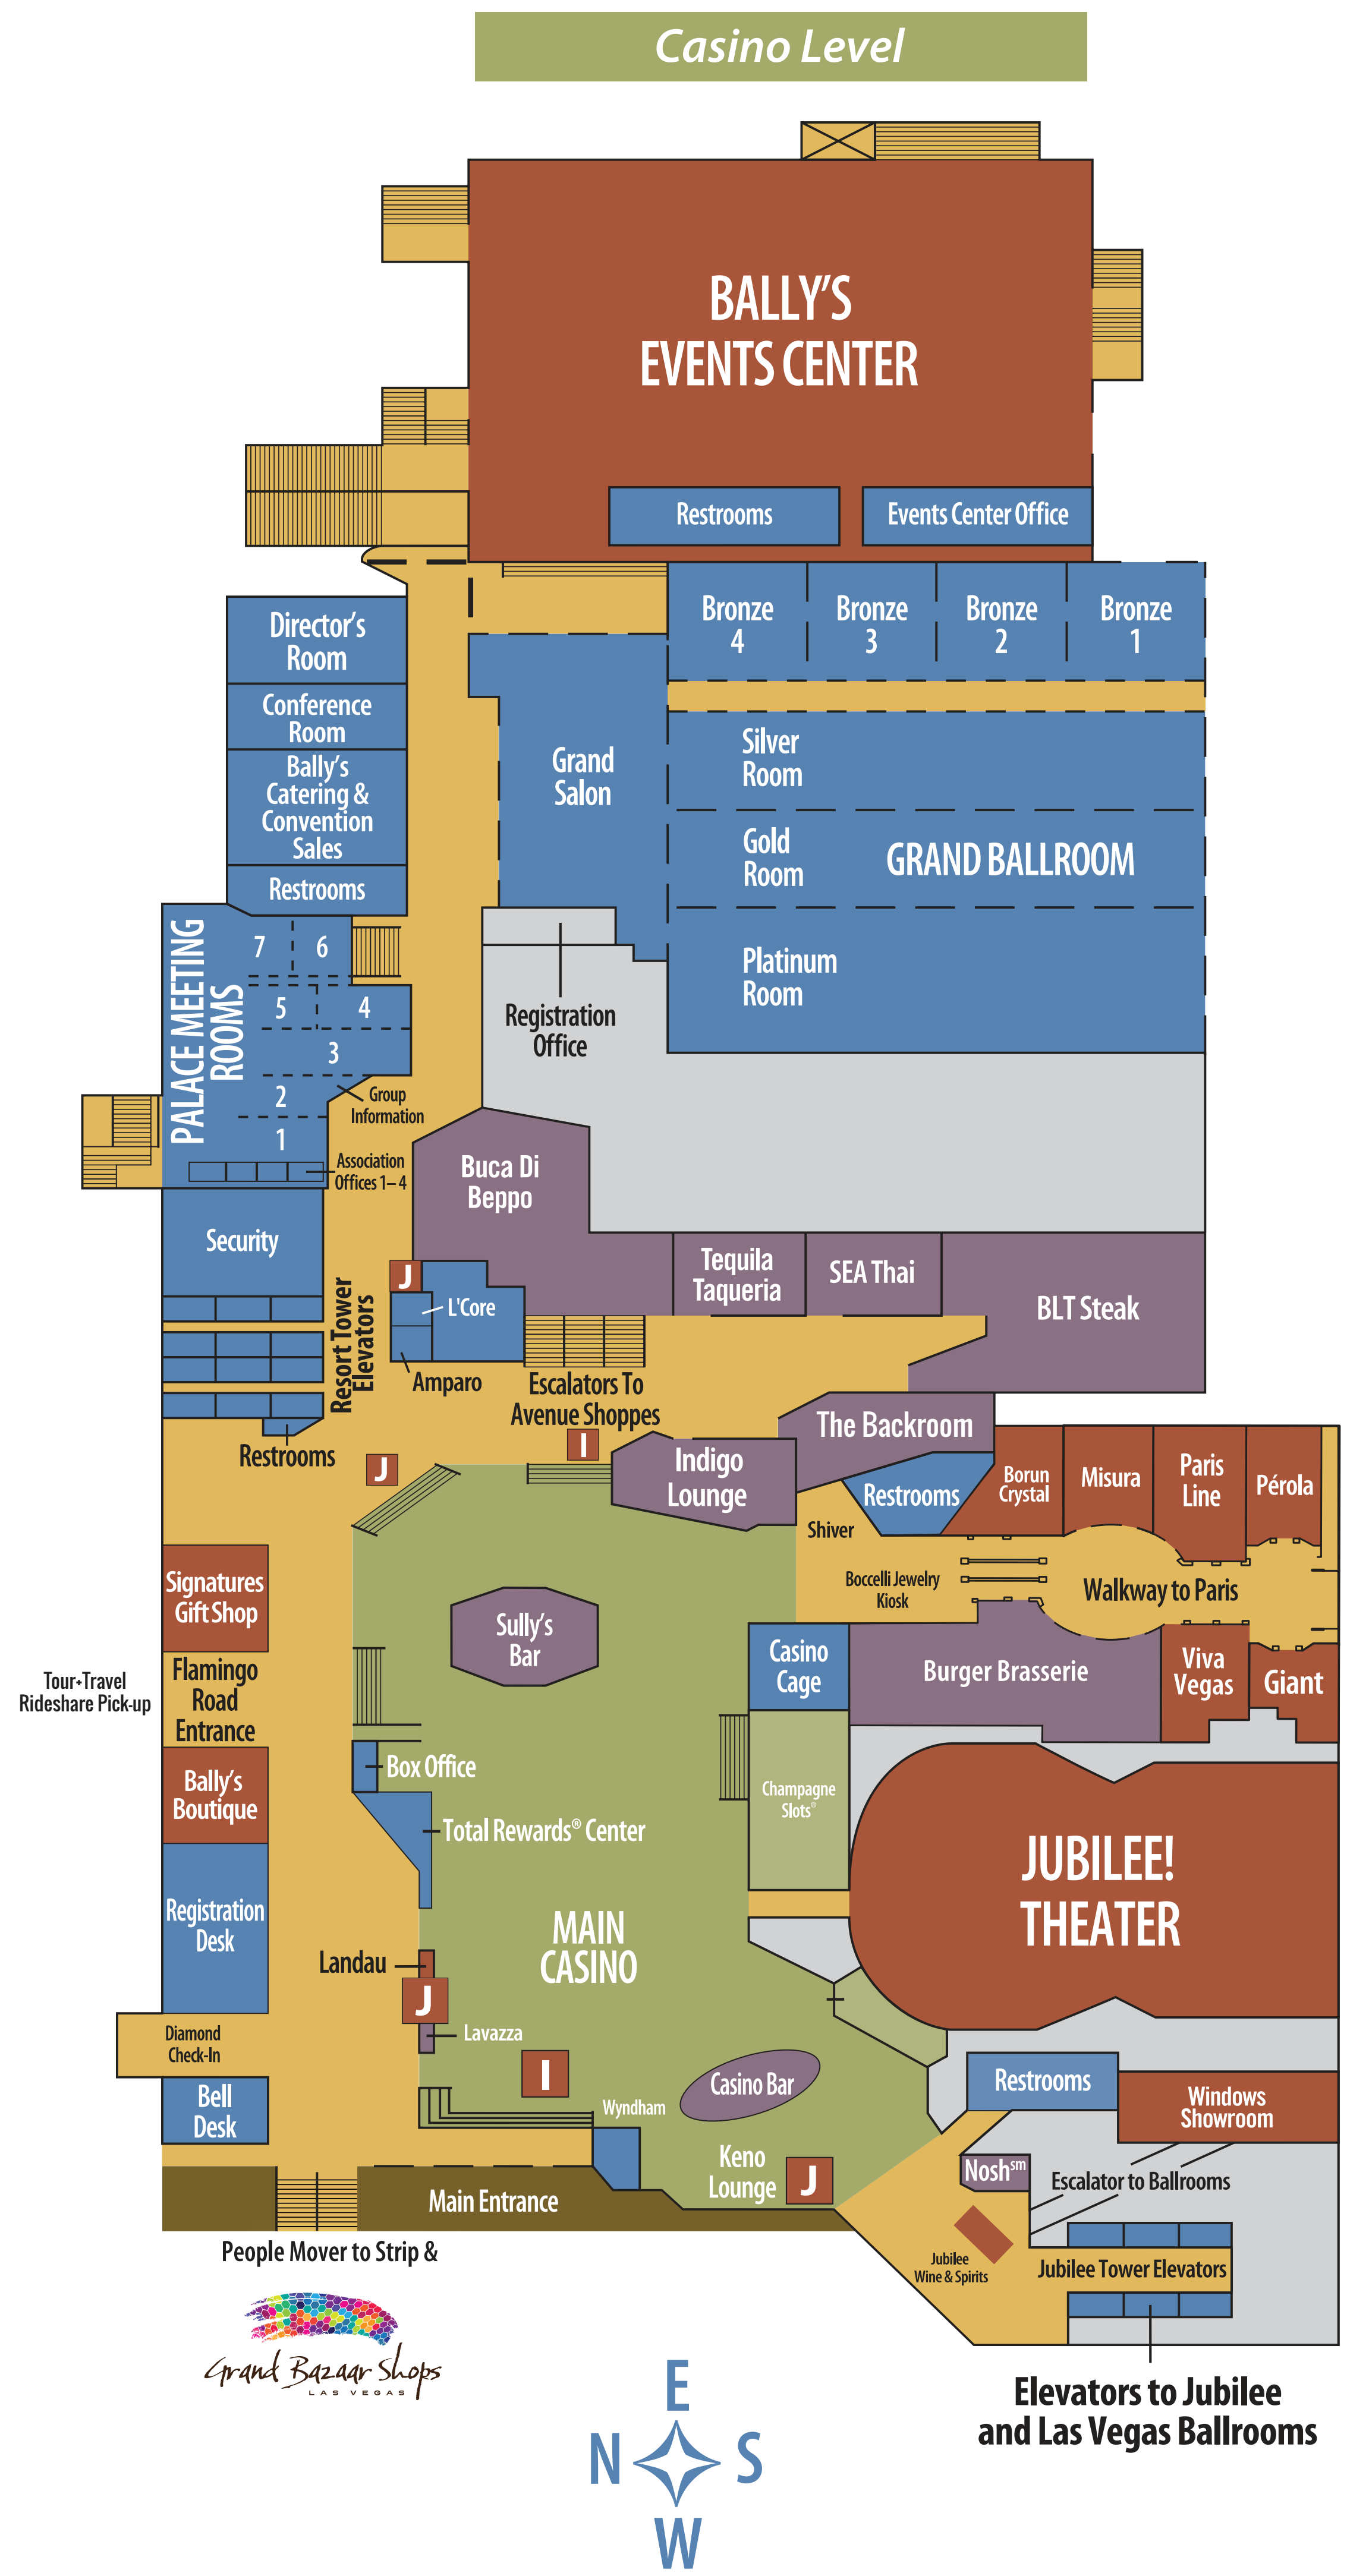 Casino Level
BALLY'S
EVENTS CENTER
Restrooms
Events Center Office
Director's
Room
Bronze
4
Bronze
3
Bronze
2
Bronze
1
Conference
Room
Silver
Room
Grand
Salon
Bally's
Catering &
Convention
Sales
Gold
Room
GRAND BALLROOM
Restrooms
Platinum
Room
PALACE MEETING
ROOMS
7
6
5
4
3
2
1
Registration
Office
Group
Information
Association
Offices 1– 4
Buca Di
Beppo
Security
Tequila
Taqueria
SEA Thai
BLT Steak
J
L'Core
Resort Tower
Elevators
Amparo
Escalators To
Avenue Shoppes
The Backroom
I
Restrooms
J
Indigo
Lounge
Restrooms
Borun
Crystal
Misura
Paris
Line
Pérola
Shiver
Signatures
Gift Shop
Boccelli Jewelry
Kiosk
Walkway to Paris
Sully's
Bar
Casino
Cage
Burger Brasserie
Viva
Vegas
Giant
Tour+Travel
Rideshare Pick-up
Flamingo
Road
Entrance
Box Office
Bally's
Boutique
Champagne
Slots®
Total Rewards® Center
JUBILEE!
THEATER
Registration
Desk
MAIN
CASINO
Landau
J
Lavazza
Diamond
Check-In
I
Casino Bar
Restrooms
Windows
Showroom
Bell
Desk
Wyndham
Keno
Lounge
J
Nosh℠
Escalator to Ballrooms
Main Entrance
Jubilee
Wine & Spirits
Jubilee Tower Elevators
People Mover to Strip &
Grand Bazaar Shops
LAS VEGAS
Elevators to Jubilee
and Las Vegas Ballrooms
E
N
S
W